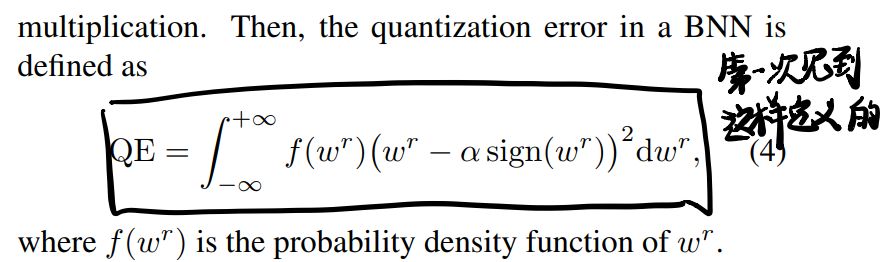 multiplication. Then, the quantization error in a BNN is
defined as
第一次见到
这样定义的
QE = ∫_{-∞}^{+∞} f(w^r)(w^r − α sign(w^r))^2 dw^r, (4)
where f(w^r) is the probability density function of w^r.